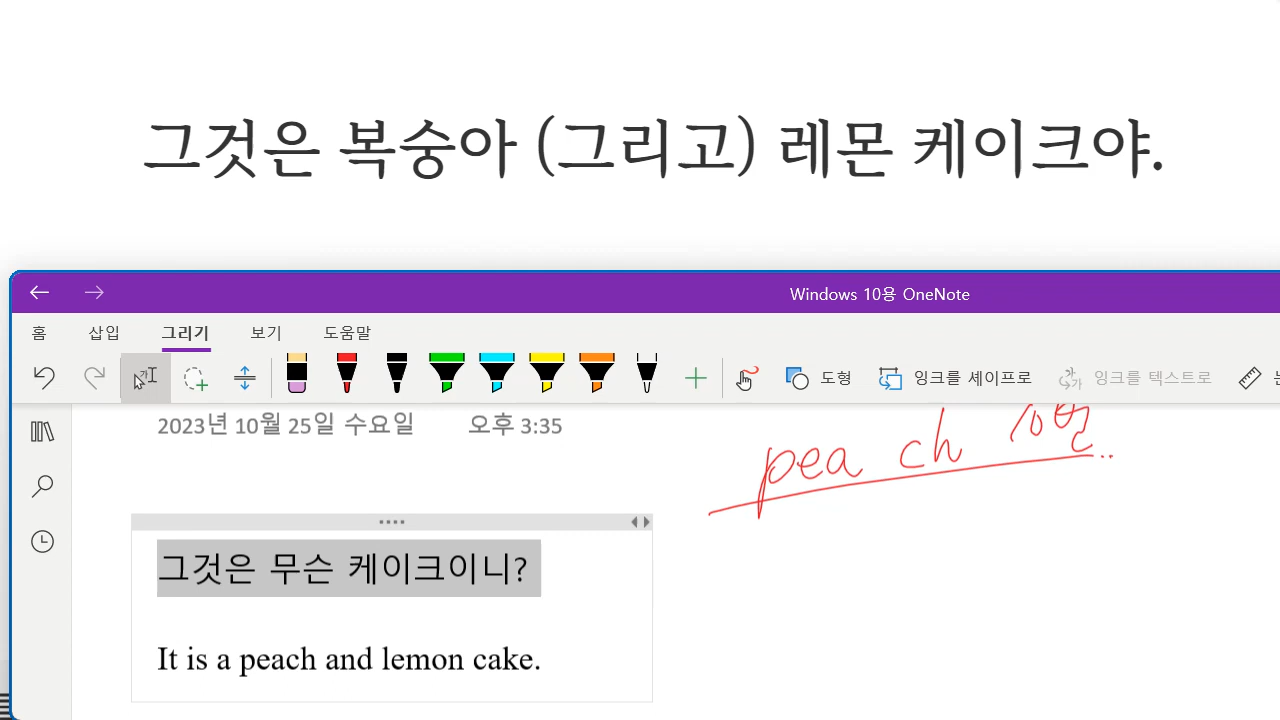 그것은 복숭아 (그리고) 레몬 케이크야.
Windows 10용 OneNote
홈 삽입 그리기 보기 도움말
도형 잉크를 셰이프로 잉크를 텍스트로
2023년 10월 25일 수요일 오후 3:35
pea ch 10번
그것은 무슨 케이크이니?
It is a peach and lemon cake.